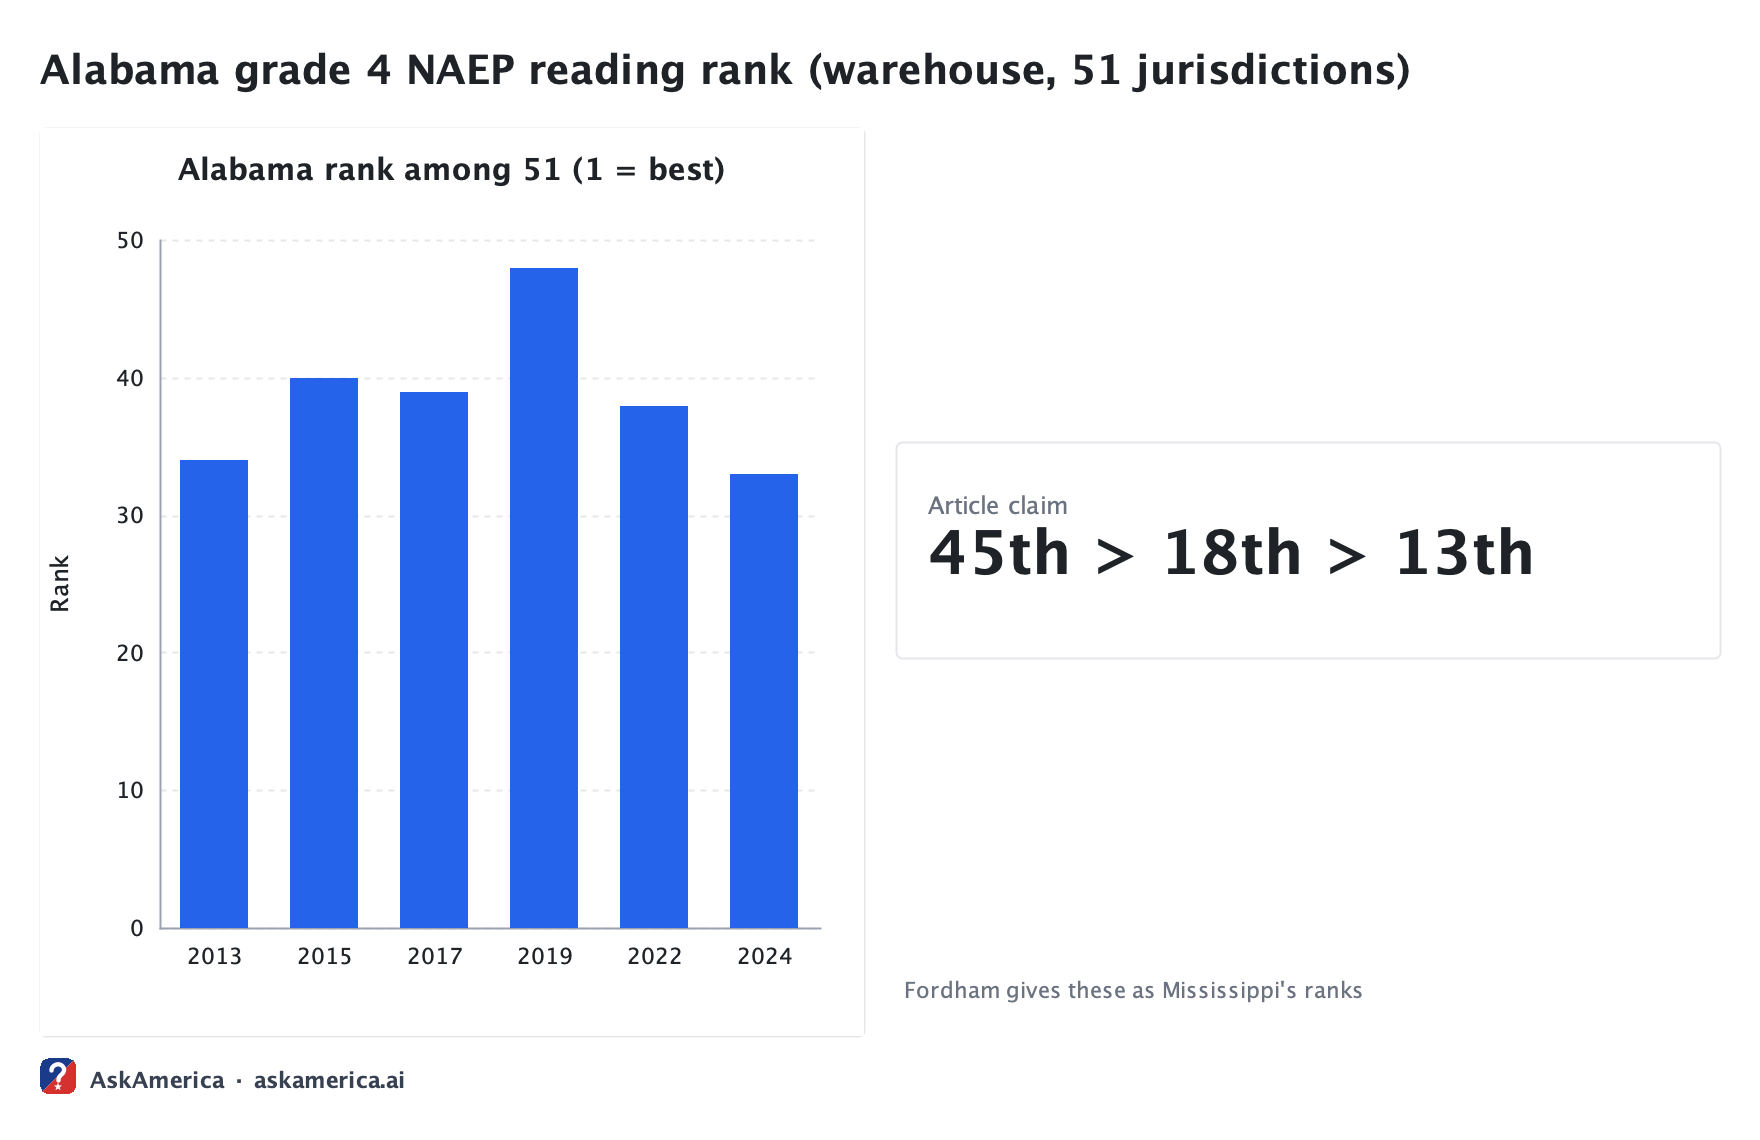 Alabama grade 4 NAEP reading rank (warehouse, 51 jurisdictions)
Alabama rank among 51 (1 = best)
Rank
50
40
30
20
10
0
2013 2015 2017 2019 2022 2024
Article claim
45th > 18th > 13th
Fordham gives these as Mississippi's ranks
AskAmerica · askamerica.ai